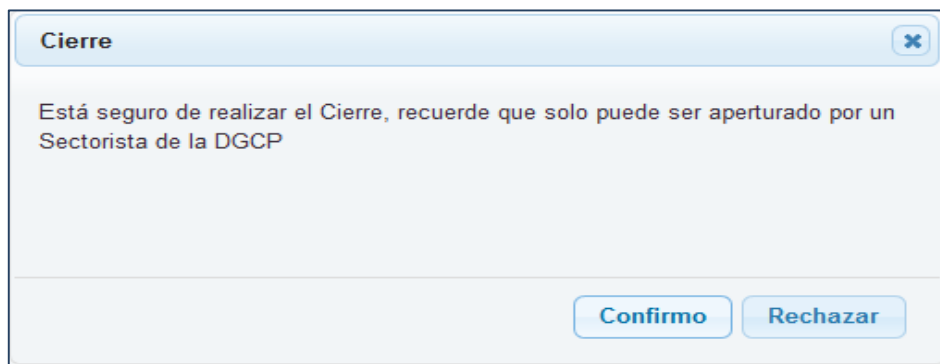 Cierre
Está seguro de realizar el Cierre, recuerde que solo puede ser aperturado por un
Sectorista de la DGCP
Confirmo
Rechazar